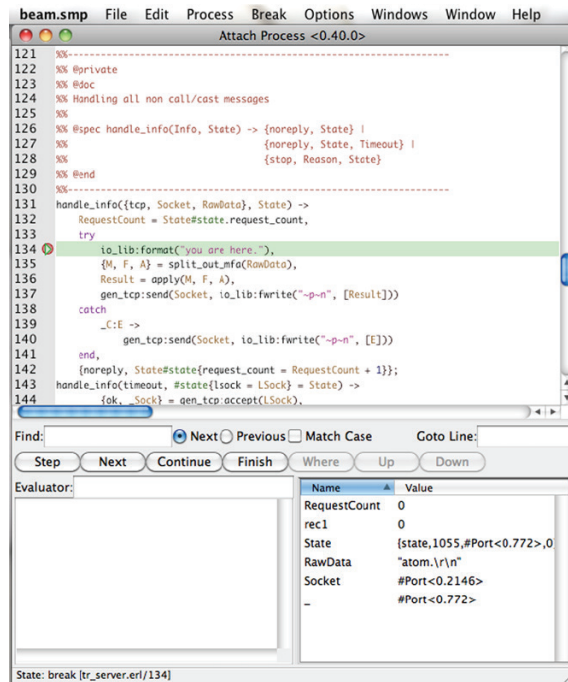 beam.smp File Edit Process Break Options Windows Window Help
Attach Process <0.40.0>
121 %%--------------------------------------------------------------------
122 %% @private
123 %% @doc
124 %% Handling all non call/cast messages
125 %%
126 %% @spec handle_info(Info, State) -> {noreply, State} |
127 %% {noreply, State, Timeout} |
128 %% {stop, Reason, State}
129 %% @end
130 %%--------------------------------------------------------------------
131 handle_info({tcp, Socket, RawData}, State) ->
132 RequestCount = State#state.request_count,
133 try
134 io_lib:format("you are here."),
135 {M, F, A} = split_out_mfa(RawData),
136 Result = apply(M, F, A),
137 gen_tcp:send(Socket, io_lib:fwrite("~p~n", [Result]))
138 catch
139 _C:E ->
140 gen_tcp:send(Socket, io_lib:fwrite("~p~n", [E]))
141 end,
142 {noreply, State#state{request_count = RequestCount + 1}};
143 handle_info(timeout, #state{lsock = LSock} = State) ->
144 {ok, _Sock} = gen_tcp:accept(LSock),
Find: Next Previous Match Case Goto Line:
Step Next Continue Finish Where Up Down
Evaluator:
Name Value
RequestCount 0
rec1 0
State {state,1055,#Port<0.772>,0
RawData "atom.\r\n"
Socket #Port<0.2146>
_ #Port<0.772>
State: break [tr_server.erl/134]